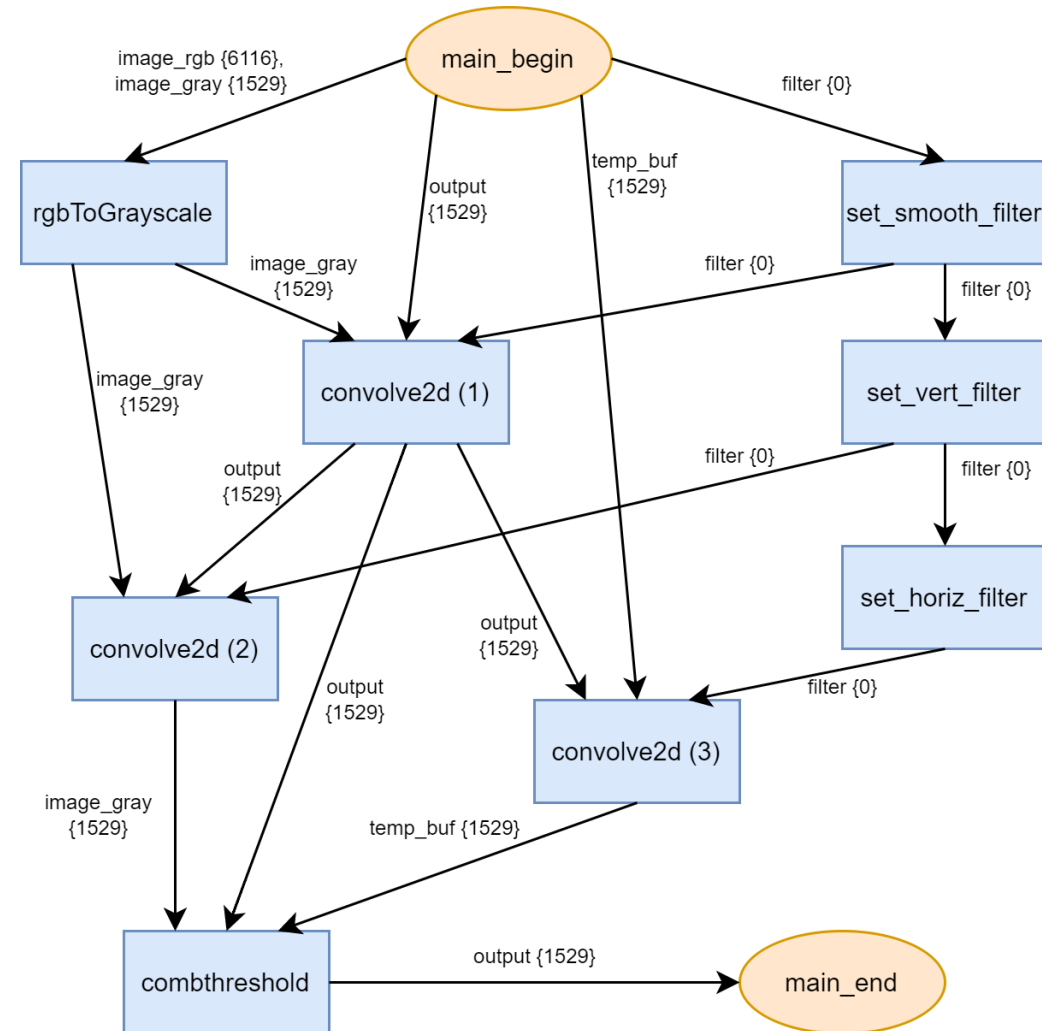 image_rgb {6116},
image_gray {1529}
main_begin
filter {0}
temp_buf
{1529}
output
{1529}
rgbToGrayscale
set_smooth_filter
image_gray
{1529}
filter {0}
filter {0}
image_gray
{1529}
convolve2d (1)
set_vert_filter
output
{1529}
filter {0}
filter {0}
set_horiz_filter
convolve2d (2)
output
{1529}
output
{1529}
filter {0}
convolve2d (3)
image_gray
{1529}
temp_buf {1529}
output {1529}
combthreshold
main_end